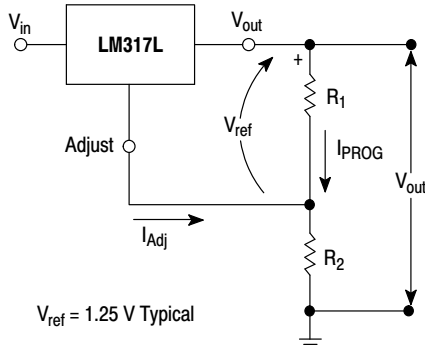 V_in
LM317L
V_out
+
R_1
V_ref
Adjust
I_PROG
V_out
I_Adj
R_2
V_ref = 1.25 V Typical